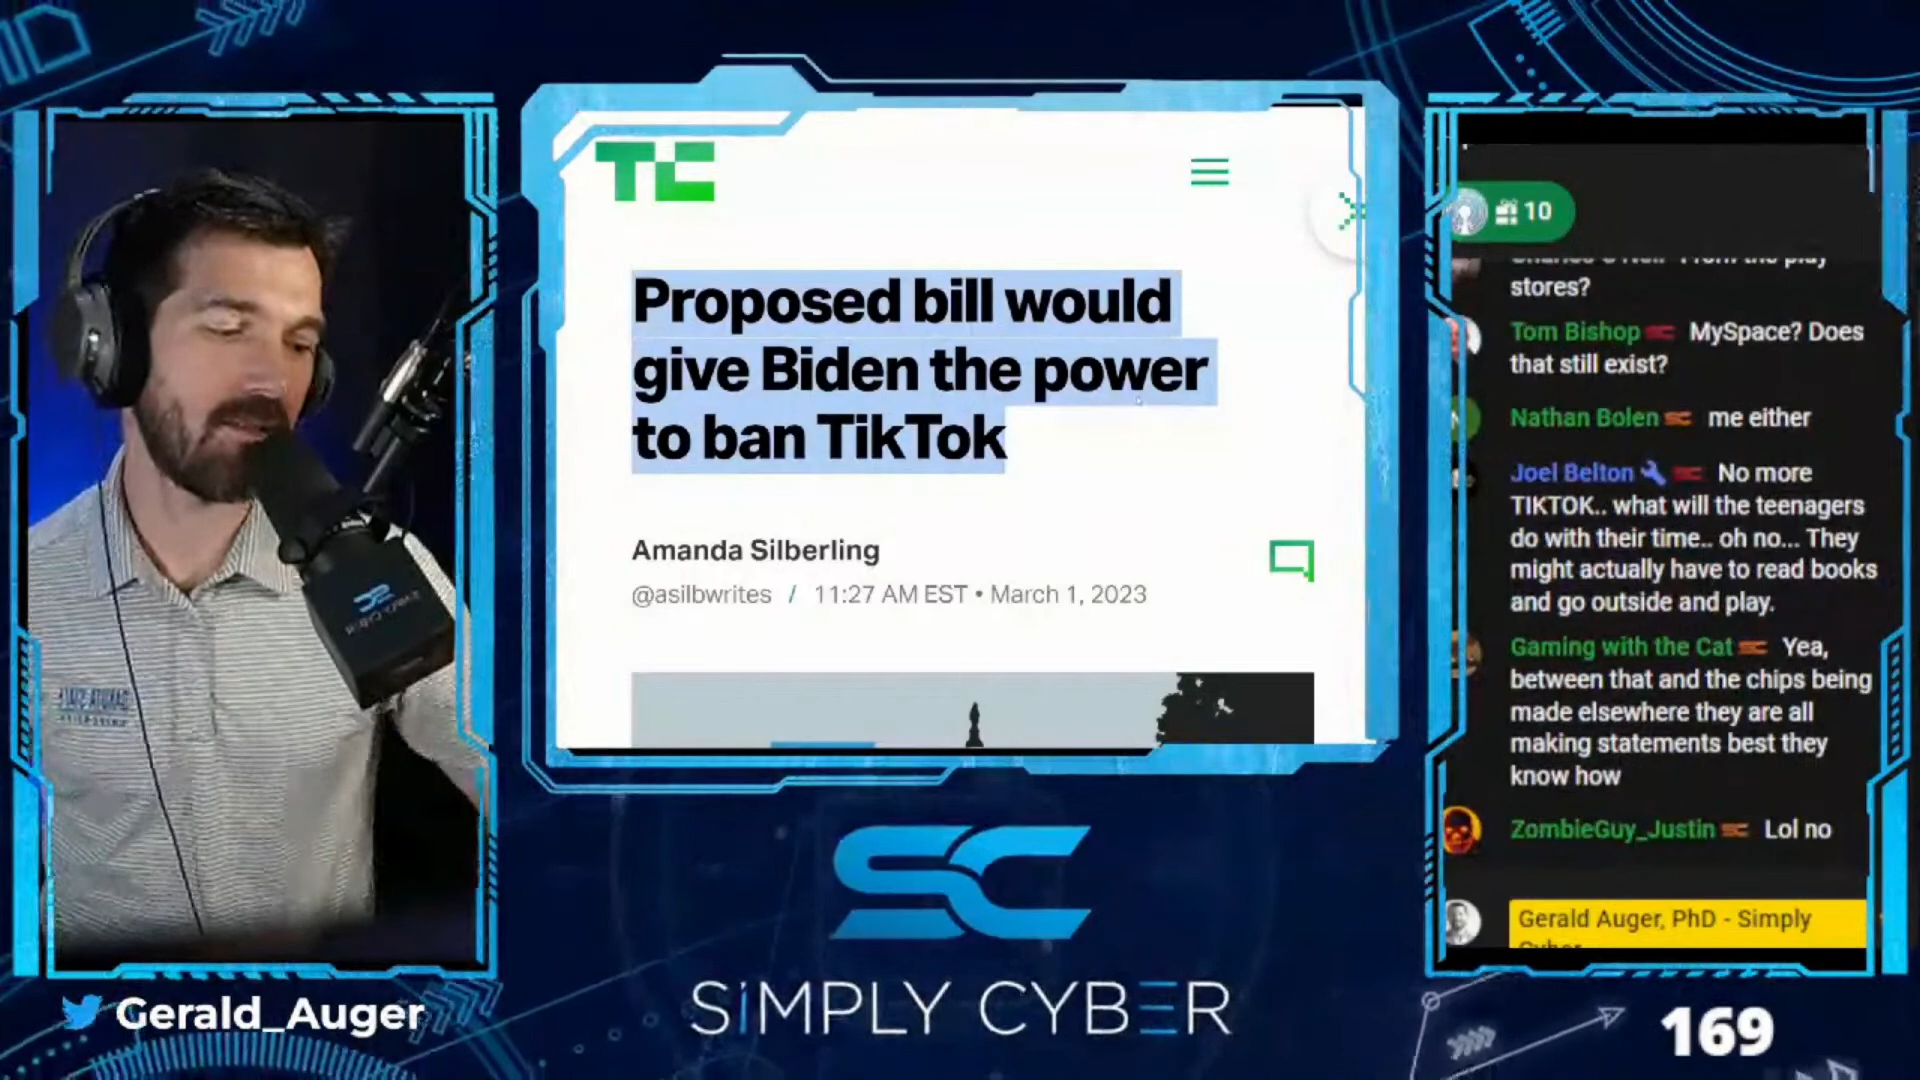 TC
Proposed bill would
give Biden the power
to ban TikTok
Amanda Silberling
@asilbwrites / 11:27 AM EST • March 1, 2023
SC
SIMPLY CYBER
Gerald_Auger
10
stores?
Tom Bishop MySpace? Does
that still exist?
Nathan Bolen me either
Joel Belton No more
TIKTOK.. what will the teenagers
do with their time.. oh no... They
might actually have to read books
and go outside and play.
Gaming with the Cat Yea,
between that and the chips being
made elsewhere they are all
making statements best they
know how
ZombieGuy_Justin Lol no
Gerald Auger, PhD - Simply
169